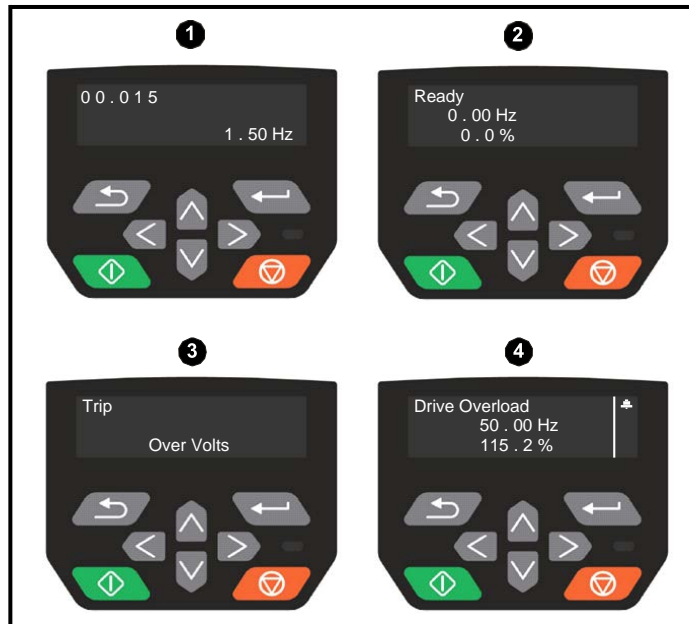 1
00.015
1.50 Hz
2
Ready
0.00 Hz
0.0 %
3
Trip
Over Volts
4
Drive Overload
50.00 Hz
115.2 %